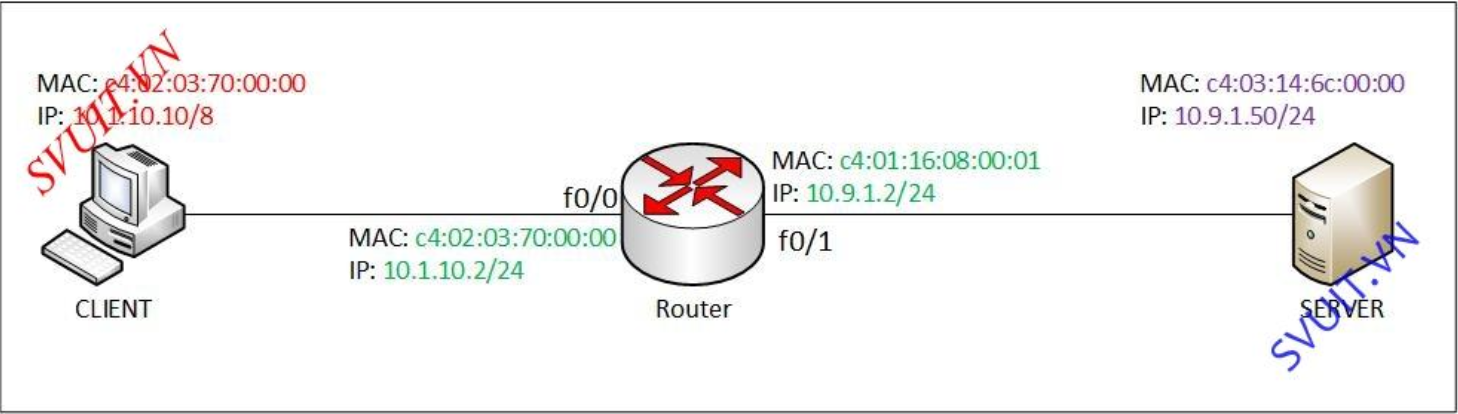 SVUIT.VN
MAC: c4:02:03:70:00:00
IP: 10.1.10.10/8
MAC: c4:03:14:6c:00:00
IP: 10.9.1.50/24
MAC: c4:01:16:08:00:01
IP: 10.9.1.2/24
f0/0
f0/1
MAC: c4:02:03:70:00:00
IP: 10.1.10.2/24
CLIENT
Router
SERVER
SVUIT.VN